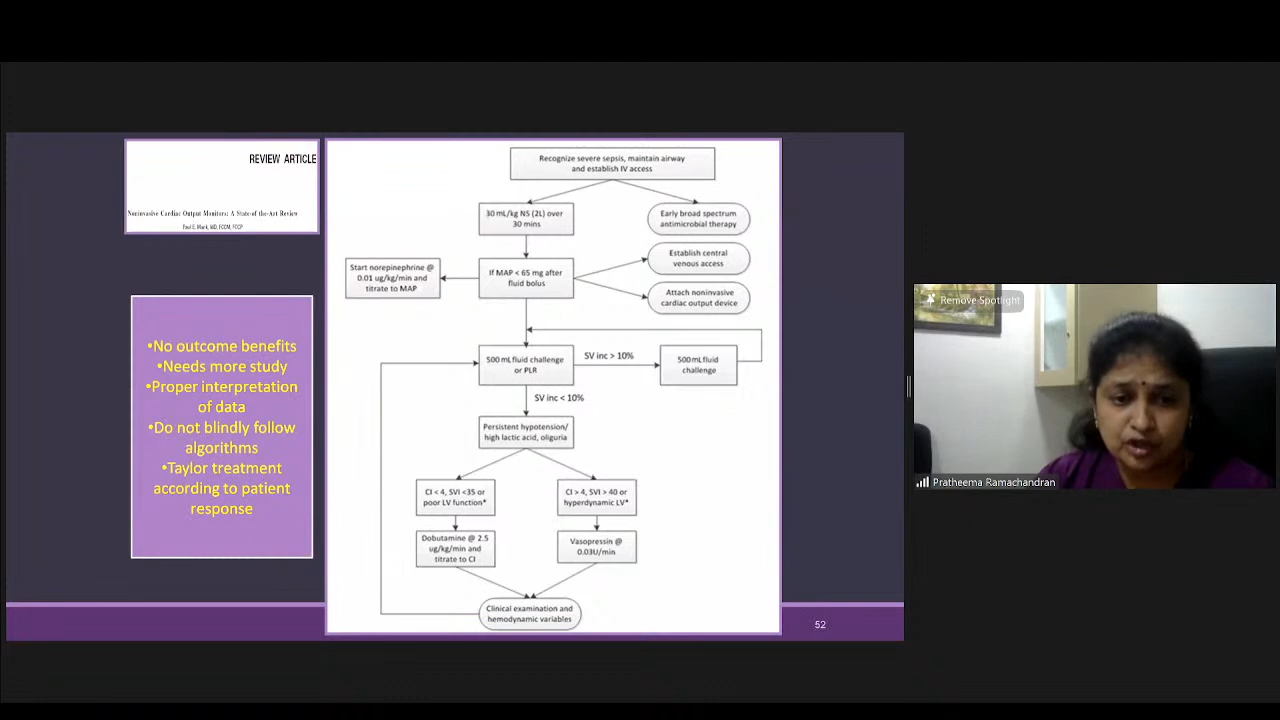 REVIEW ARTICLE
Noninvasive Cardiac Output Monitors: A State-of-the-Art Review
Paul E. Marik, MD, FCCM, FCCP
•No outcome benefits
•Needs more study
•Proper interpretation
of data
•Do not blindly follow
algorithms
•Taylor treatment
according to patient
response
Recognize severe sepsis, maintain airway
and establish IV access
30 mL/kg NS (2L) over
30 mins
Early broad spectrum
antimicrobial therapy
Establish central
venous access
Start norepinephrine @
0.01 ug/kg/min and
titrate to MAP
If MAP < 65 mg after
fluid bolus
Attach noninvasive
cardiac output device
500 mL fluid challenge
or PLR
SV inc > 10%
500 mL fluid
challenge
SV inc < 10%
Persistent hypotension/
high lactic acid, oliguria
CI < 4, SVI <35 or
poor LV function*
CI > 4, SVI > 40 or
hyperdynamic LV*
Dobutamine @ 2.5
ug/kg/min and
titrate to CI
Vasopressin @
0.03U/min
Clinical examination and
hemodynamic variables
52
Remove Spotlight
Pratheema Ramachandran